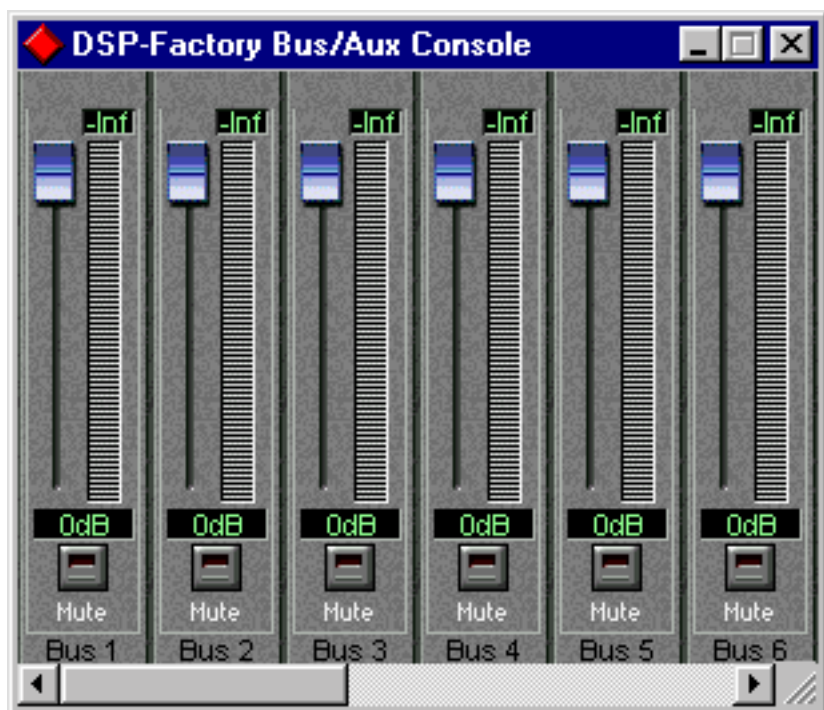 DSP-Factory Bus/Aux Console
-Inf -Inf -Inf -Inf -Inf -Inf
0dB 0dB 0dB 0dB 0dB 0dB
Mute Mute Mute Mute Mute Mute
Bus 1 Bus 2 Bus 3 Bus 4 Bus 5 Bus 6